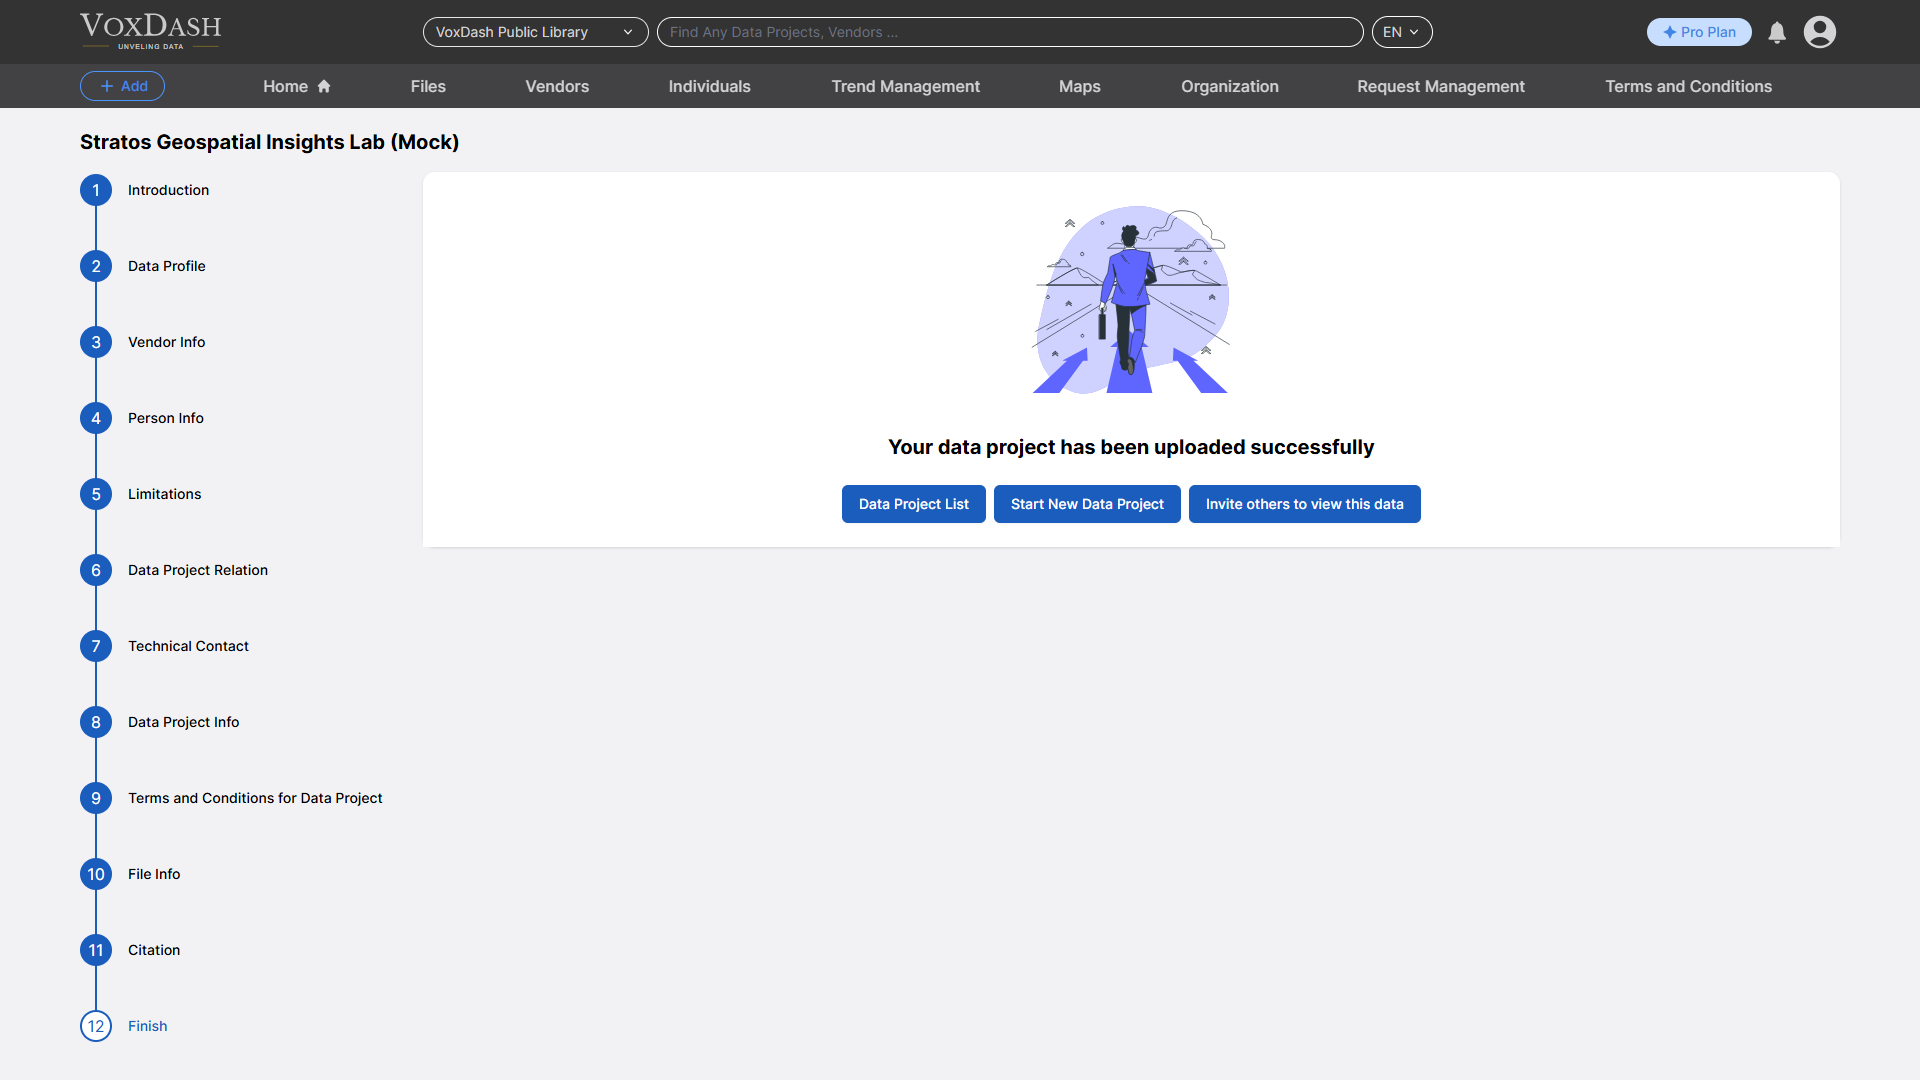 VOXDASH
UNVELING DATA
VoxDash Public Library
Find Any Data Projects, Vendors ...
EN
Pro Plan
+ Add
Home
Files
Vendors
Individuals
Trend Management
Maps
Organization
Request Management
Terms and Conditions
Stratos Geospatial Insights Lab (Mock)
1 Introduction
2 Data Profile
3 Vendor Info
4 Person Info
5 Limitations
6 Data Project Relation
7 Technical Contact
8 Data Project Info
9 Terms and Conditions for Data Project
10 File Info
11 Citation
12 Finish
Your data project has been uploaded successfully
Data Project List
Start New Data Project
Invite others to view this data